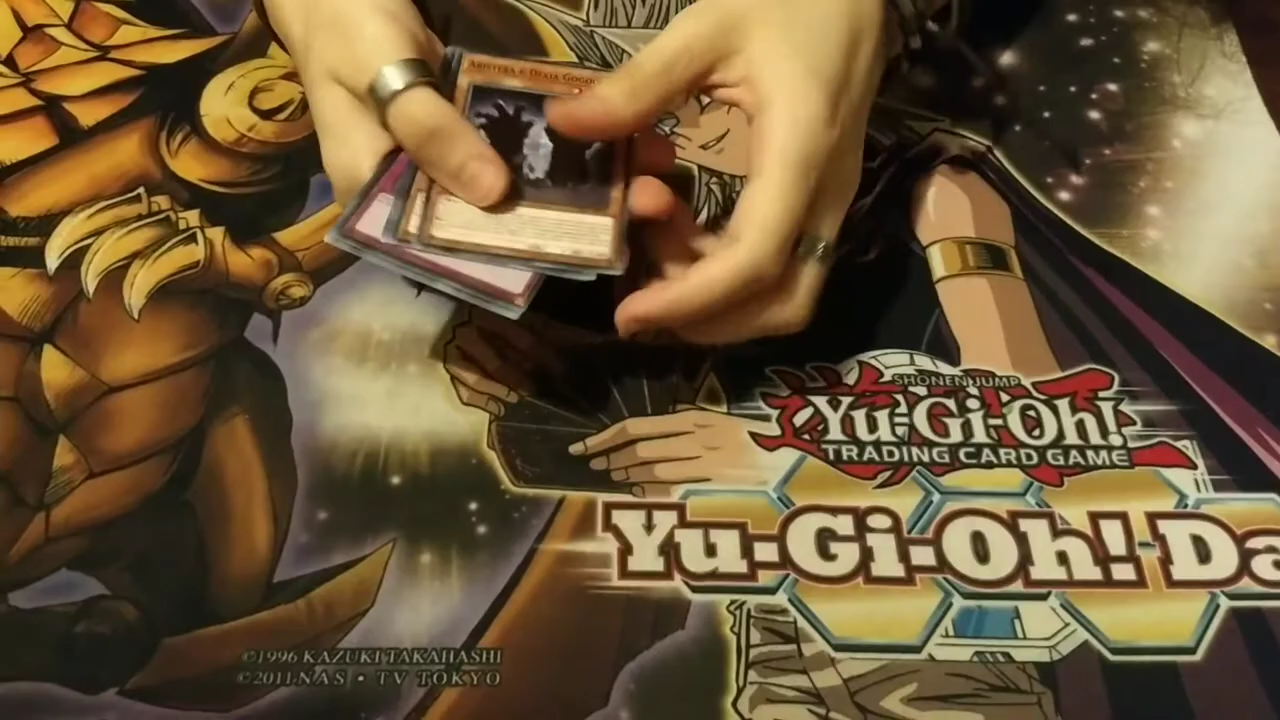 SHONEN JUMP
Yu-Gi-Oh!
TRADING CARD GAME
Yu-Gi-Oh! Da
©1996 KAZUKI TAKAHASHI
©2011 NAS • TV TOKYO